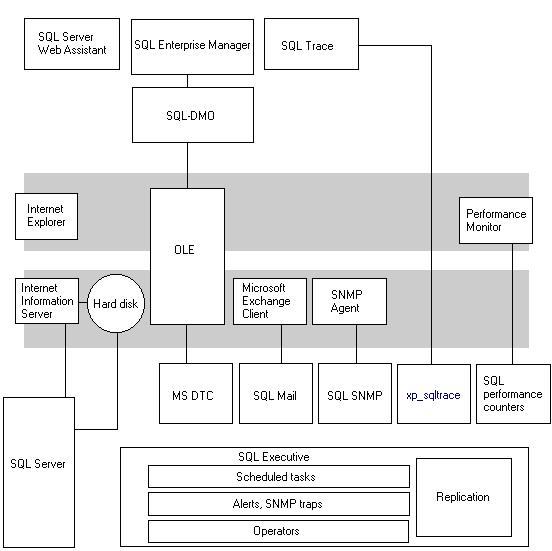 SQL Server
Web Assistant
SQL Enterprise Manager
SQL Trace
SQL-DMO
Internet
Explorer
OLE
Performance
Monitor
Internet
Information
Server
Hard disk
Microsoft
Exchange
Client
SNMP
Agent
MS DTC
SQL Mail
SQL SNMP
xp_sqltrace
SQL
performance
counters
SQL Server
SQL Executive
Scheduled tasks
Alerts, SNMP traps
Operators
Replication